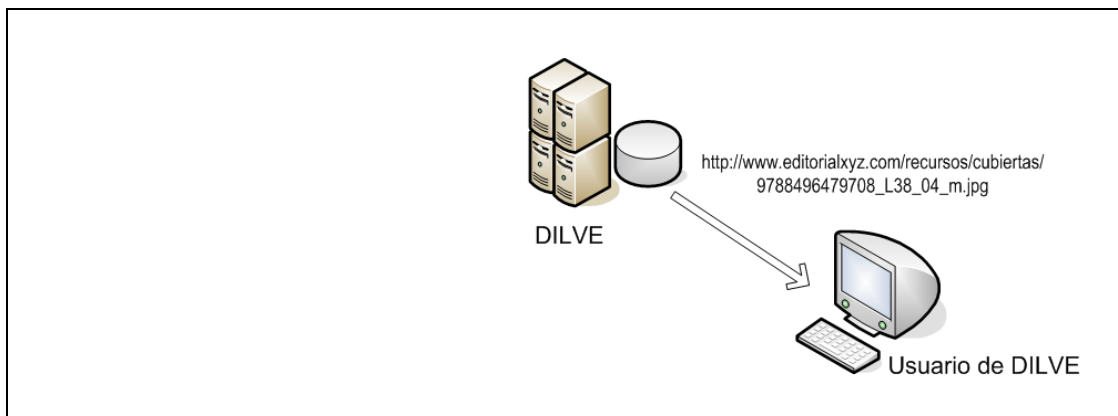 http://www.editorialxyz.com/recursos/cubiertas/
9788496479708_L38_04_m.jpg
DILVE
Usuario de DILVE